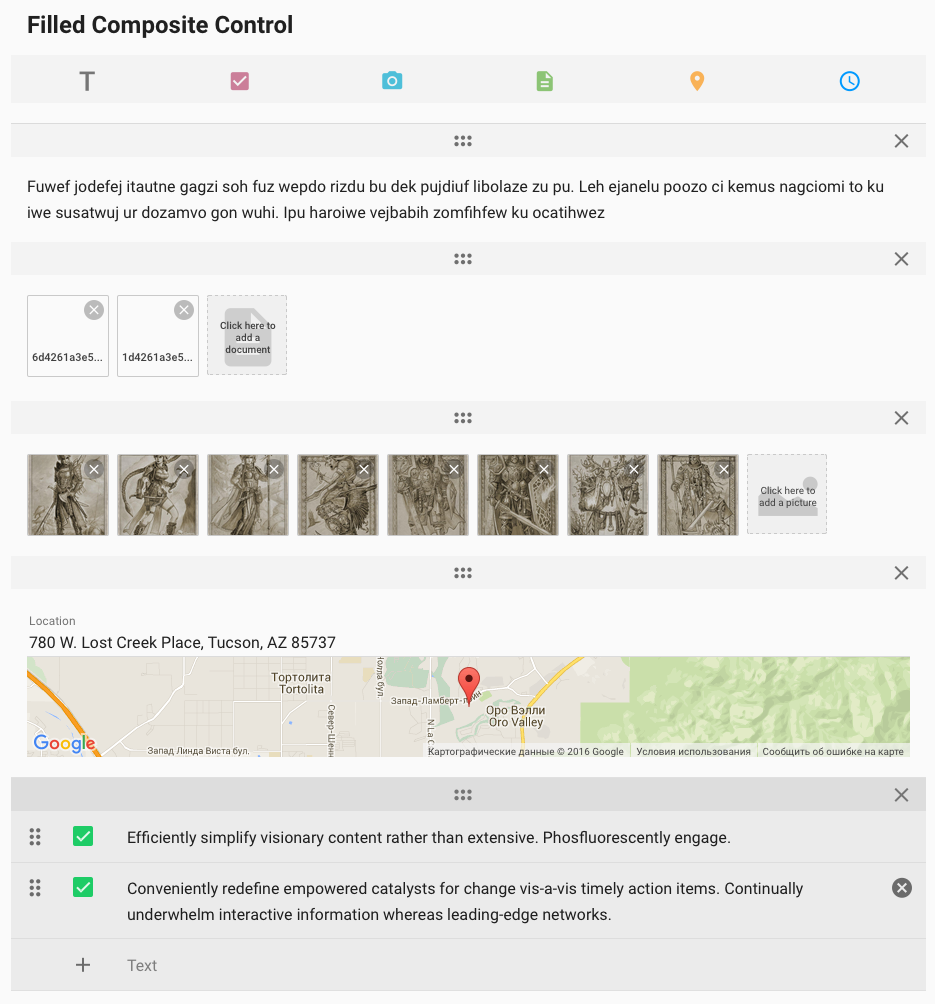 Filled Composite Control
Fuwef jodefej itautne gagzi soh fuz wepdo rizdu bu dek pujdiuf libolaze zu pu. Leh ejanelu poozo ci kemus nagciomi to ku
iwe susatwuj ur dozamvo gon wuhi. Ipu haroiwe vejbabih zomfihfew ku ocatihwez
6d4261a3e5...
1d4261a3e5...
Click here to
add a
document
Click here to
add a picture
Location
780 W. Lost Creek Place, Tucson, AZ 85737
Тортолита
Tortolita
Запад-Ламберт-лейн
Оро Вэлли
Oro Valley
Север-Шенн
N La C
Запад Линда Виста бул.
Google
Картографические данные © 2016 Google
Условия использования
Сообщить об ошибке на карте
Efficiently simplify visionary content rather than extensive. Phosfluorescently engage.
Conveniently redefine empowered catalysts for change vis-a-vis timely action items. Continually
underwhelm interactive information whereas leading-edge networks.
Text